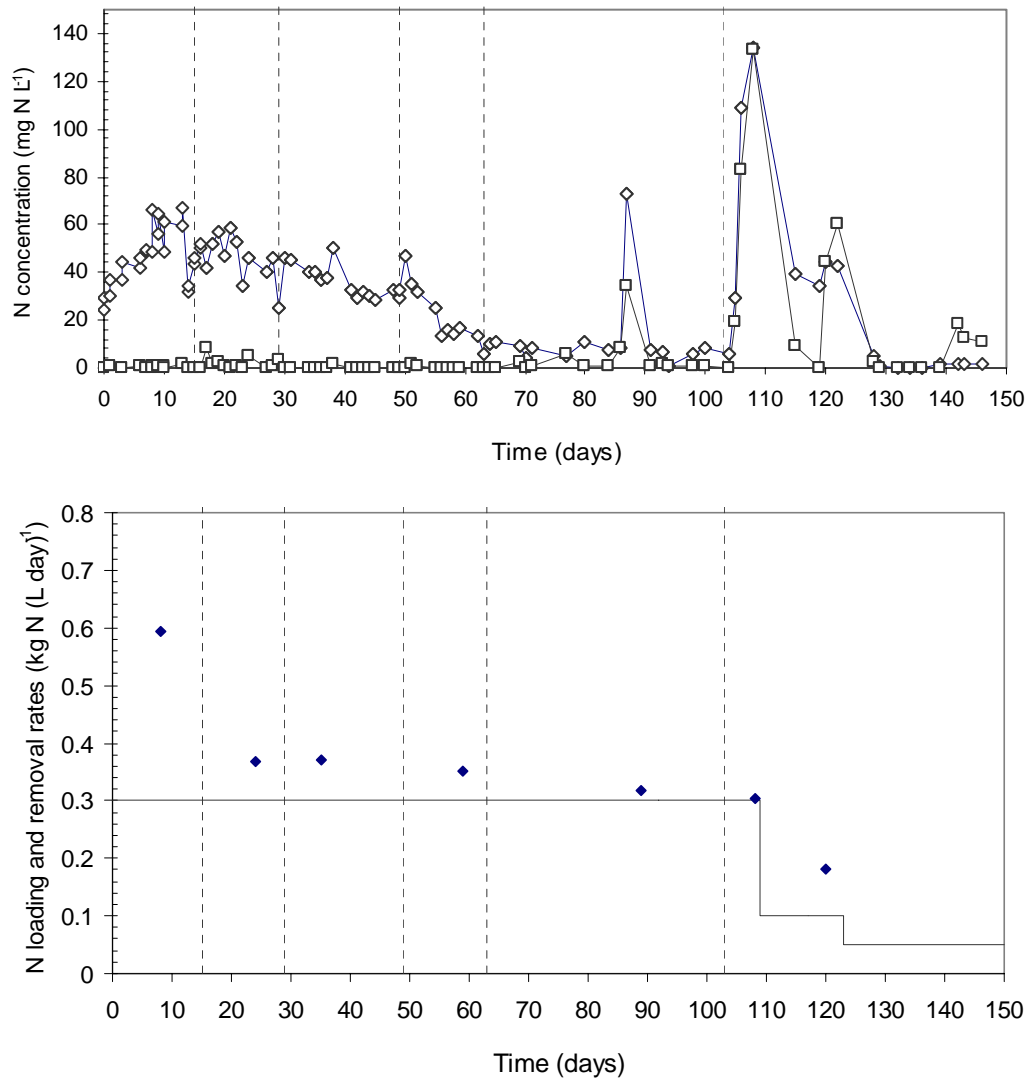 N concentration (mg N L⁻¹)
140
120
100
80
60
40
20
0
0 10 20 30 40 50 60 70 80 90 100 110 120 130 140 150
Time (days)
N loading and removal rates (kg N (L day)¹)
0.8
0.7
0.6
0.5
0.4
0.3
0.2
0.1
0
0 10 20 30 40 50 60 70 80 90 100 110 120 130 140 150
Time (days)